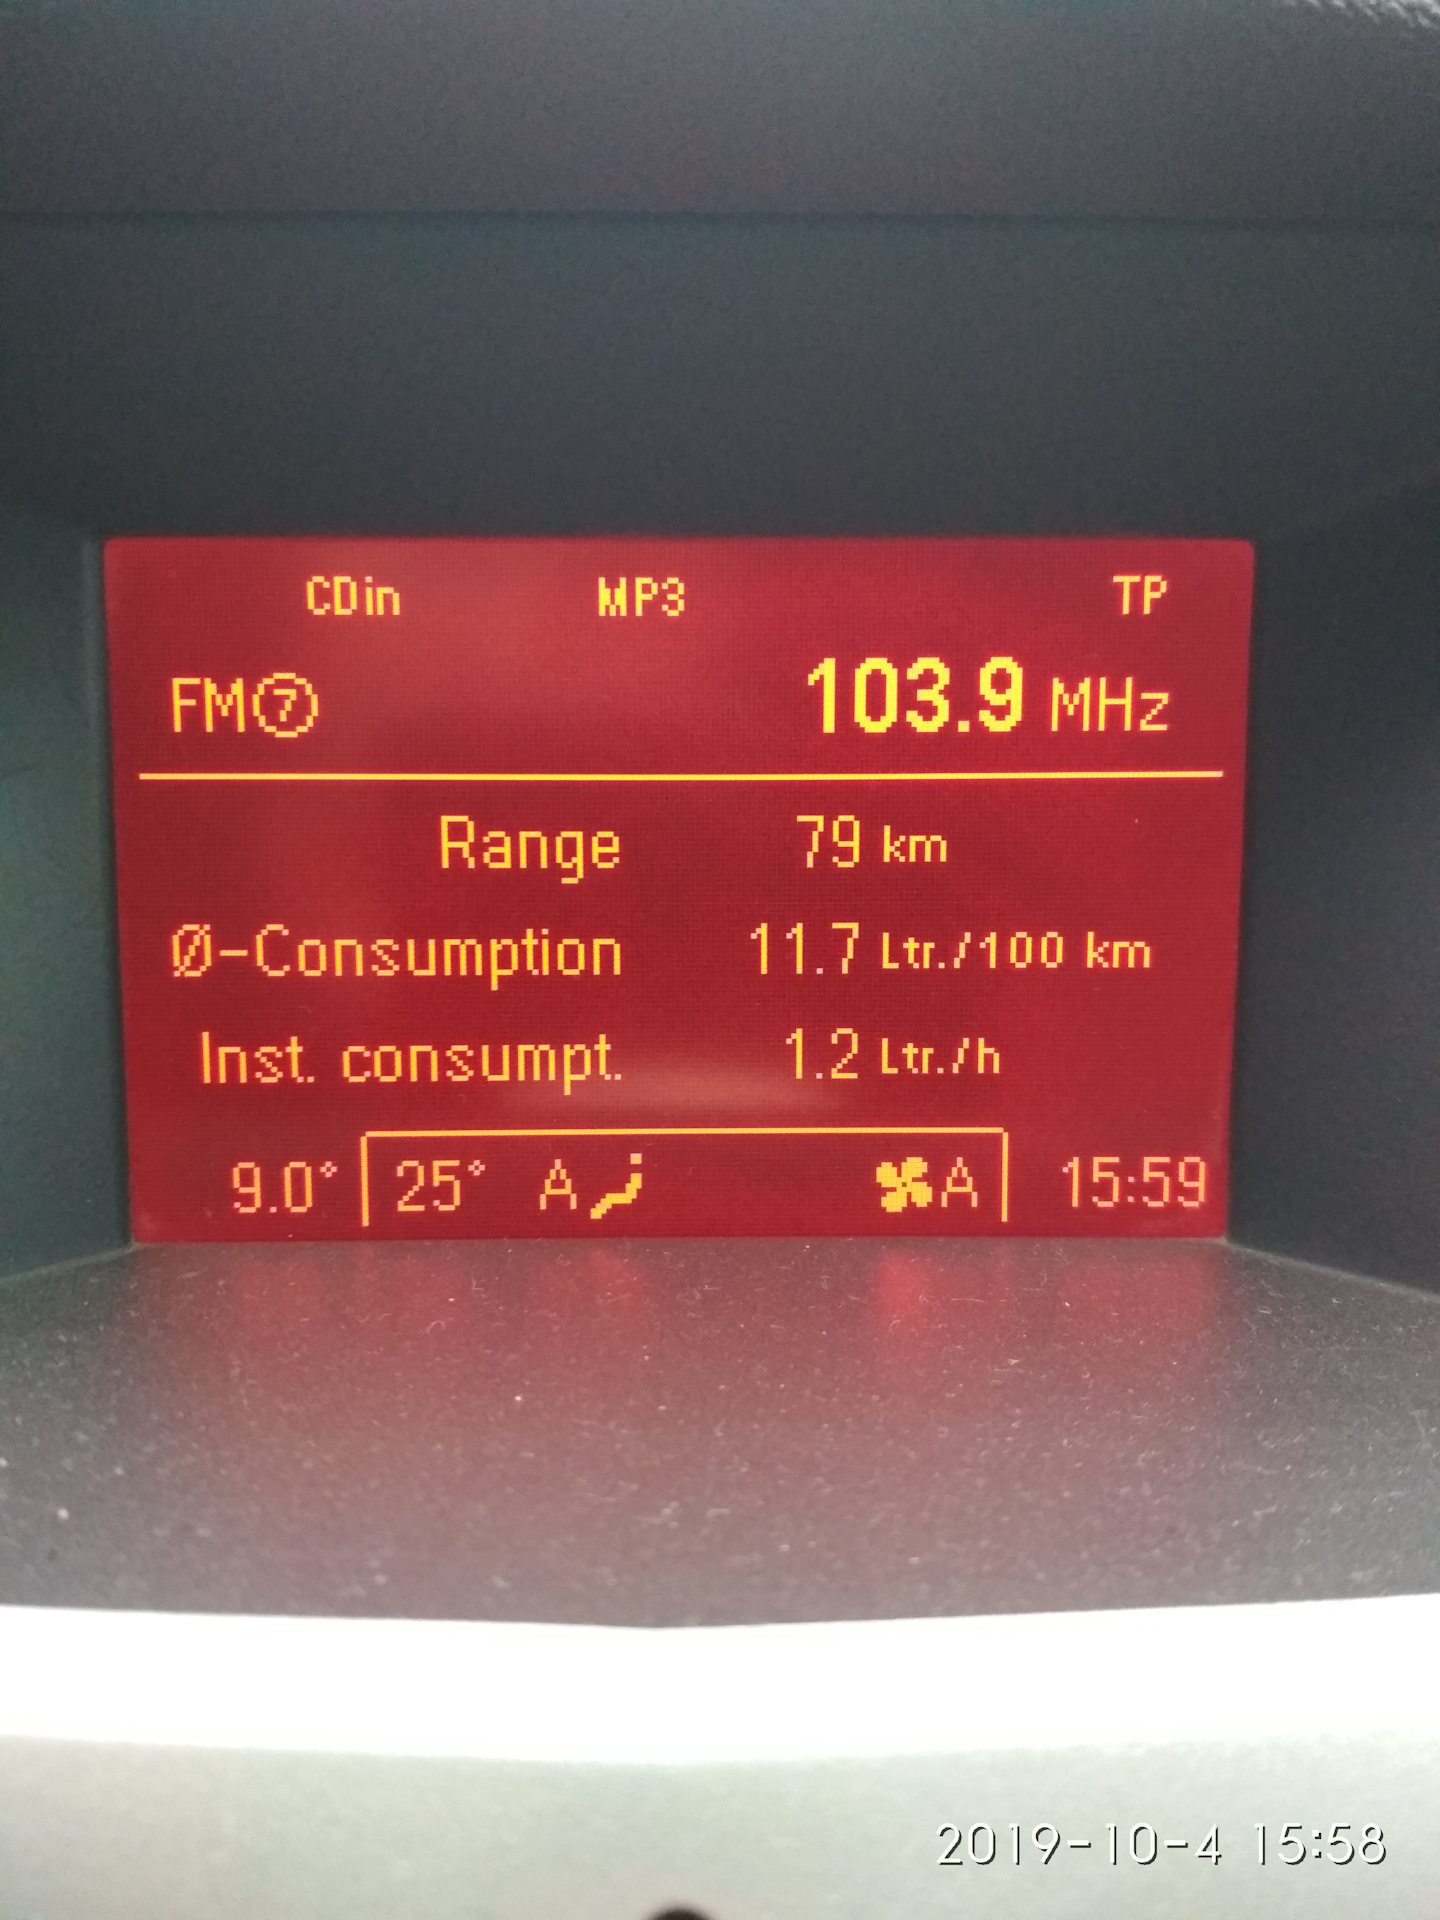 CDin MP3 TP
FM⑦ 103.9 MHz
Range 79 km
Ø-Consumption 11.7 Ltr./100 km
Inst. consumpt. 1.2 Ltr./h
9.0° 25° A A 15:59
2019-10-4 15:58